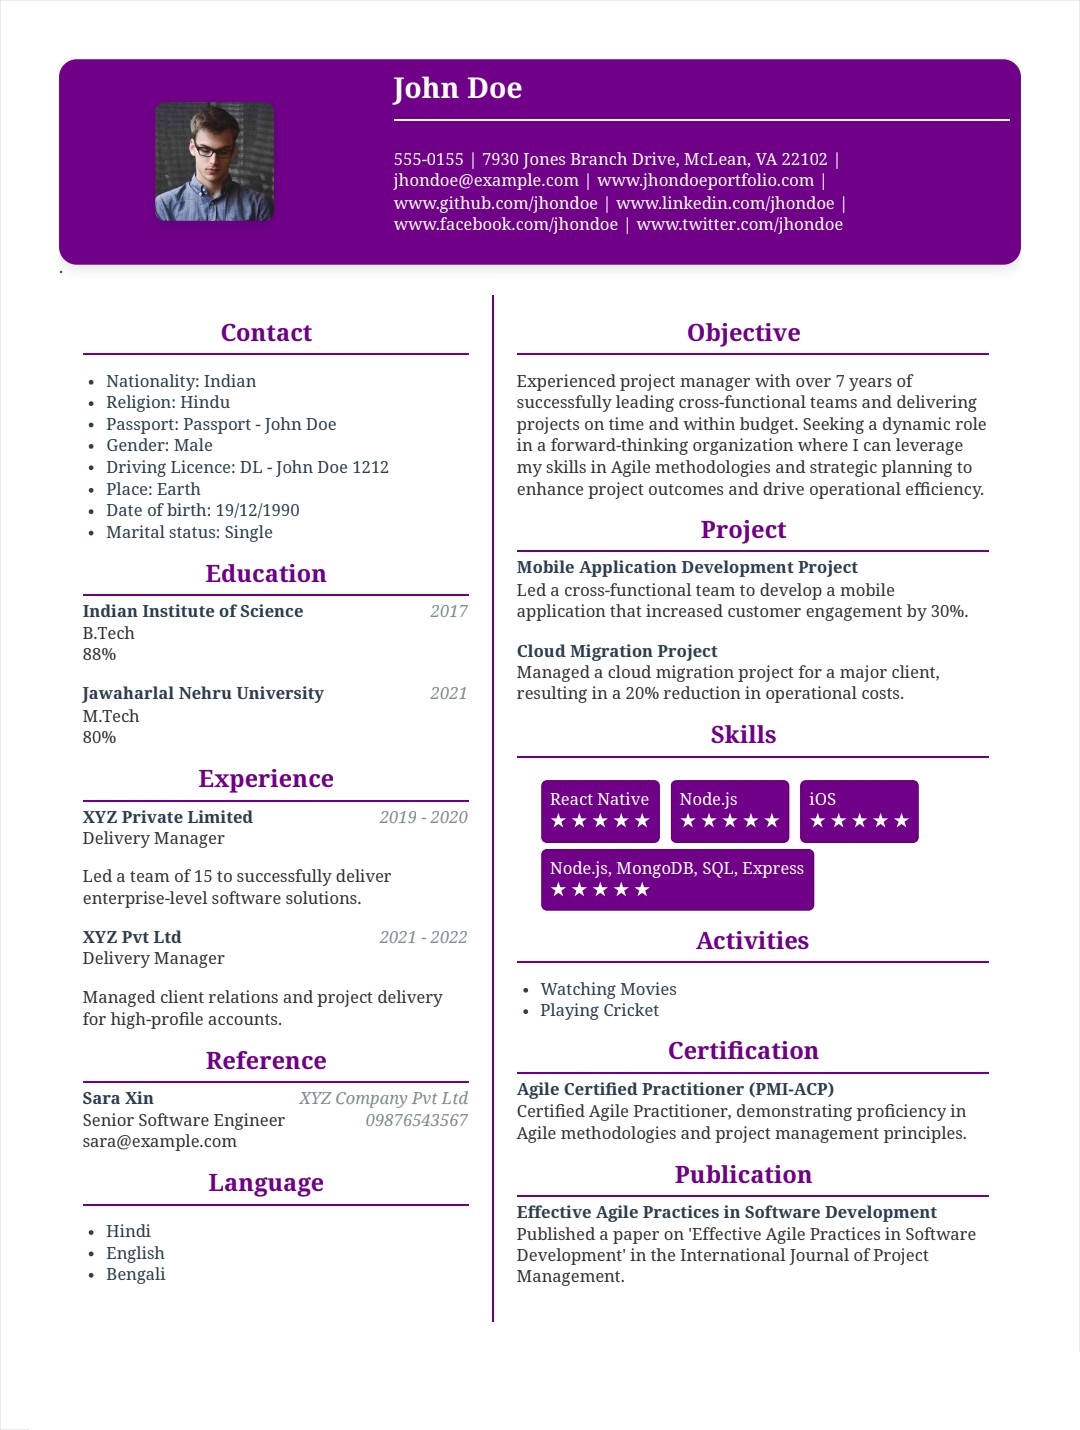 John Doe
555-0155 | 7930 Jones Branch Drive, McLean, VA 22102 |
jhondoe@example.com | www.jhondoeportfolio.com |
www.github.com/jhondoe | www.linkedin.com/jhondoe |
www.facebook.com/jhondoe | www.twitter.com/jhondoe
.
Contact
• Nationality: Indian
• Religion: Hindu
• Passport: Passport - John Doe
• Gender: Male
• Driving Licence: DL - John Doe 1212
• Place: Earth
• Date of birth: 19/12/1990
• Marital status: Single
Education
Indian Institute of Science 2017
B.Tech
88%
Jawaharlal Nehru University 2021
M.Tech
80%
Experience
XYZ Private Limited 2019 - 2020
Delivery Manager
Led a team of 15 to successfully deliver
enterprise-level software solutions.
XYZ Pvt Ltd 2021 - 2022
Delivery Manager
Managed client relations and project delivery
for high-profile accounts.
Reference
Sara Xin XYZ Company Pvt Ltd
Senior Software Engineer 09876543567
sara@example.com
Language
• Hindi
• English
• Bengali
Objective
Experienced project manager with over 7 years of
successfully leading cross-functional teams and delivering
projects on time and within budget. Seeking a dynamic role
in a forward-thinking organization where I can leverage
my skills in Agile methodologies and strategic planning to
enhance project outcomes and drive operational efficiency.
Project
Mobile Application Development Project
Led a cross-functional team to develop a mobile
application that increased customer engagement by 30%.
Cloud Migration Project
Managed a cloud migration project for a major client,
resulting in a 20% reduction in operational costs.
Skills
React Native Node.js iOS
★ ★ ★ ★ ★ ★ ★ ★ ★ ★ ★ ★ ★ ★ ★
Node.js, MongoDB, SQL, Express
★ ★ ★ ★ ★
Activities
• Watching Movies
• Playing Cricket
Certification
Agile Certified Practitioner (PMI-ACP)
Certified Agile Practitioner, demonstrating proficiency in
Agile methodologies and project management principles.
Publication
Effective Agile Practices in Software Development
Published a paper on 'Effective Agile Practices in Software
Development' in the International Journal of Project
Management.